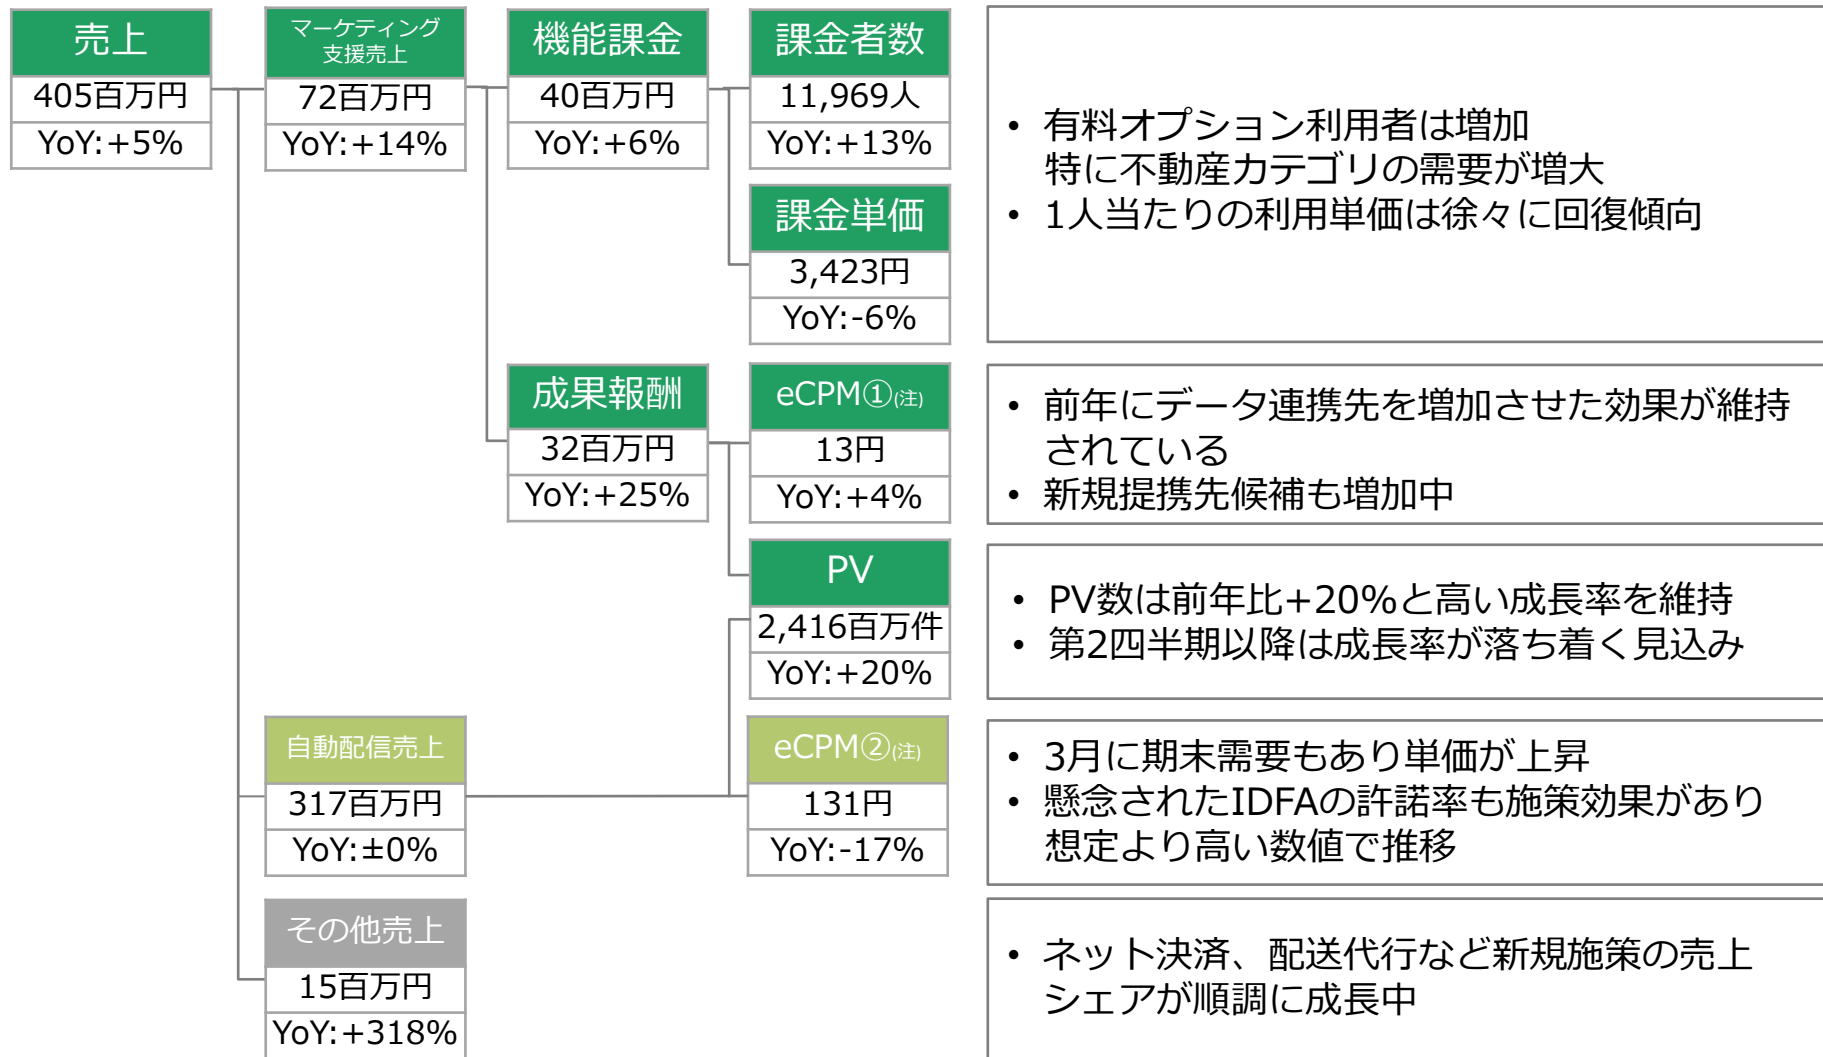 売上
405百万円
YoY:+5%
マーケティング
支援売上
72百万円
YoY:+14%
機能課金
40百万円
YoY:+6%
課金者数
11,969人
YoY:+13%
課金単価
3,423円
YoY:-6%
• 有料オプション利用者は増加
特に不動産カテゴリの需要が増大
• 1人当たりの利用単価は徐々に回復傾向
成果報酬
32百万円
YoY:+25%
eCPM①(注)
13円
YoY:+4%
• 前年にデータ連携先を増加させた効果が維持
されている
• 新規提携先候補も増加中
PV
2,416百万件
YoY:+20%
• PV数は前年比+20%と高い成長率を維持
• 第2四半期以降は成長率が落ち着く見込み
自動配信売上
317百万円
YoY:±0%
eCPM②(注)
131円
YoY:-17%
• 3月に期末需要もあり単価が上昇
• 懸念されたIDFAの許諾率も施策効果があり
想定より高い数値で推移
その他売上
15百万円
YoY:+318%
• ネット決済、配送代行など新規施策の売上
シェアが順調に成長中